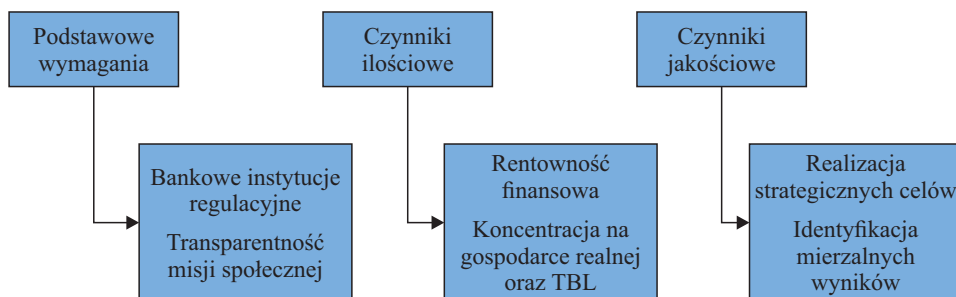 Podstawowe
wymagania
Czynniki
ilościowe
Czynniki
jakościowe
Bankowe instytucje
regulacyjne
Transparentność
misji społecznej
Rentowność
finansowa
Koncentracja na
gospodarce realnej
oraz TBL
Realizacja
strategicznych celów
Identyfikacja
mierzalnych
wyników